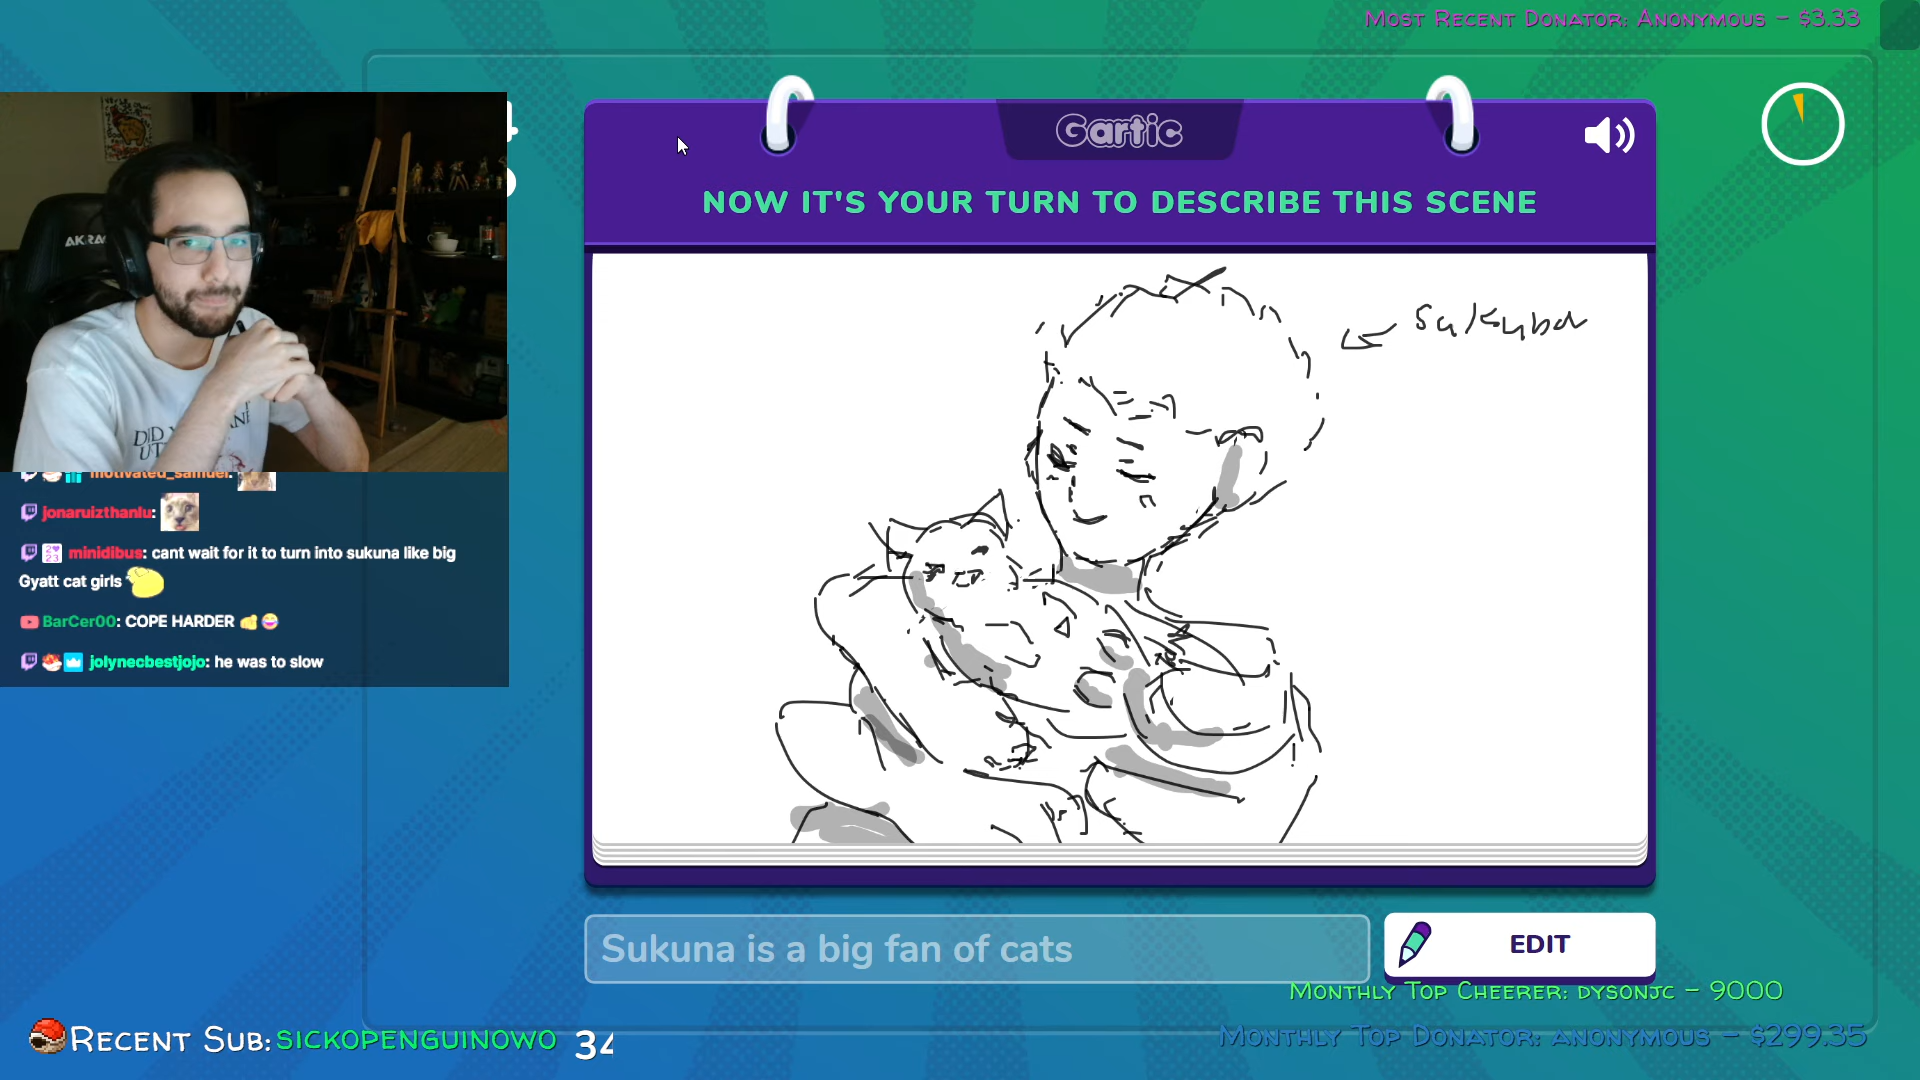 MOST RECENT DONATOR: ANONYMOUS - $3.33
Gartic
NOW IT'S YOUR TURN TO DESCRIBE THIS SCENE
AKRA
motivated_samuel:
jonaruizthanlu:
minidibus: cant wait for it to turn into sukuna like big
Gyatt cat girls
BarCer00: COPE HARDER
jolynecbestjojo: he was to slow
Sukuna is a big fan of cats
EDIT
MONTHLY TOP CHEERER: DYSONJC - 9000
RECENT SUB: SICKOPENGUINOWO 34
MONTHLY TOP DONATOR: ANONYMOUS - $299.35